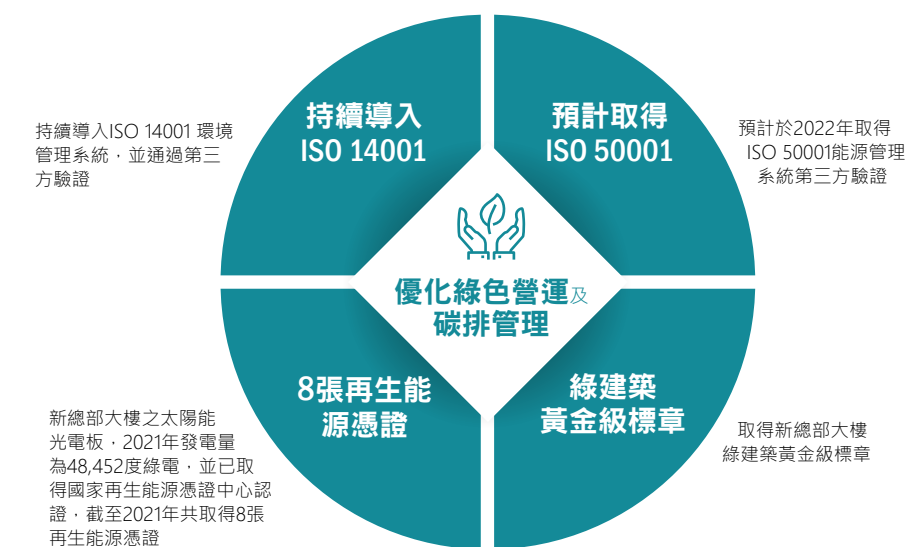 持續導入
ISO 14001
預計取得
ISO 50001
持續導入ISO 14001 環境
管理系統，並通過第三
方驗證
預計於2022年取得
ISO 50001能源管理
系統第三方驗證
優化綠色營運及
碳排管理
8張再生能
源憑證
綠建築
黃金級標章
新總部大樓之太陽能
光電板，2021年發電量
為48,452度綠電，並已取
得國家再生能源憑證中心認
證，截至2021年共取得8張
再生能源憑證
取得新總部大樓
綠建築黃金級標章